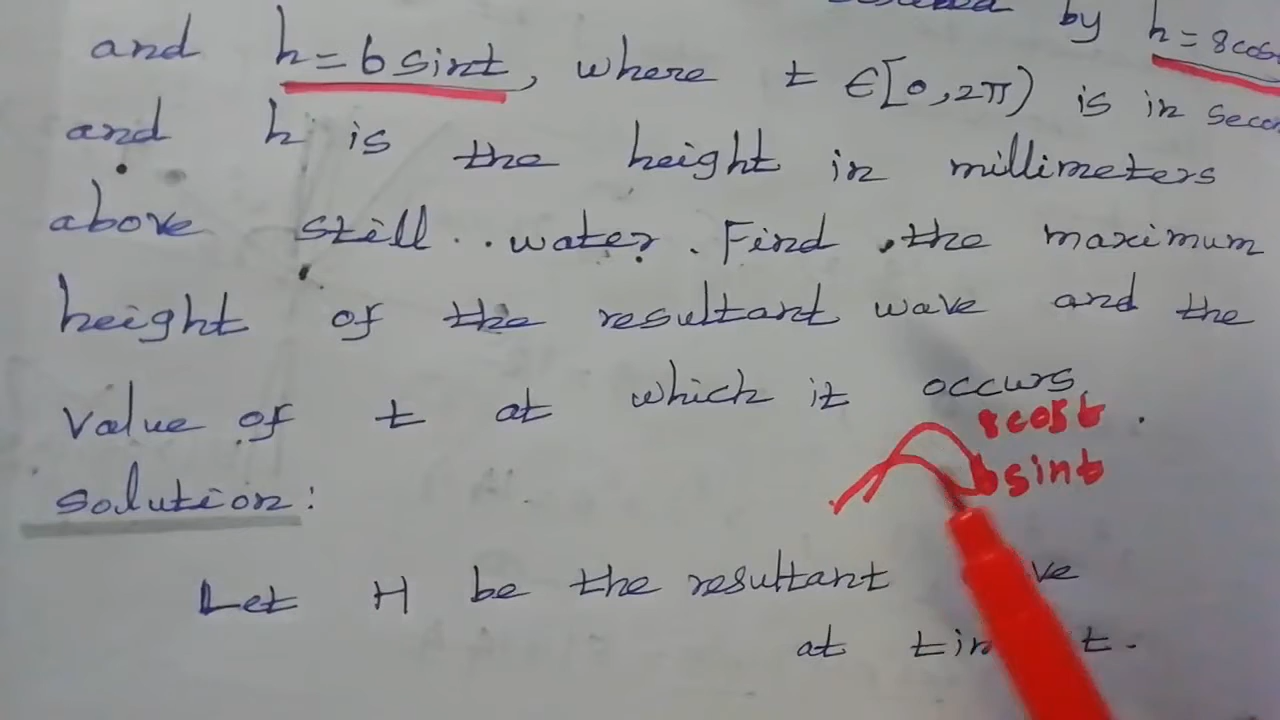 by h = 8cos
and h = 6 sint, where t ∈ [0, 2π) is in secon
and h is the height in millimeters
above still water. Find the maximum
height of the resultant wave and the
value of t at which it occurs.
8cost
6sint
solution:
Let H be the resultant
at t.